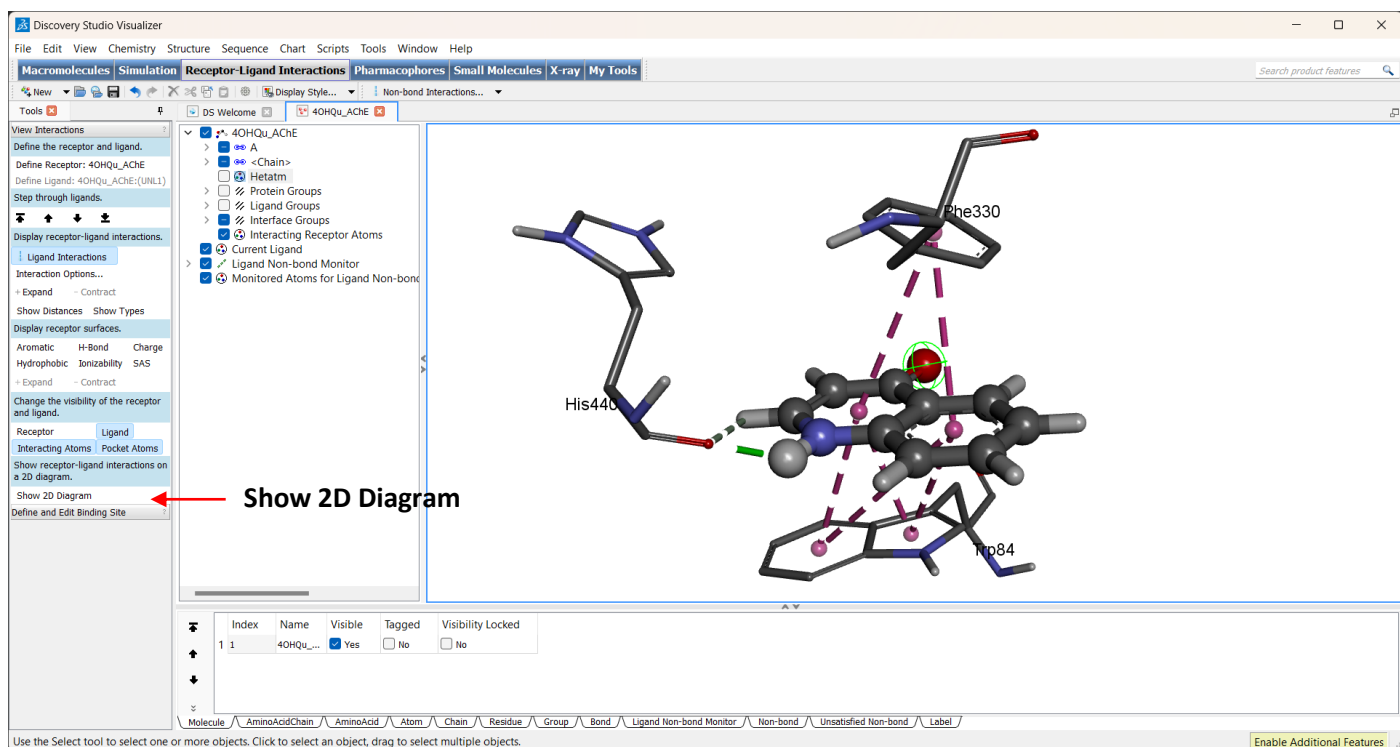 Discovery Studio Visualizer
File Edit View Chemistry Structure Sequence Chart Scripts Tools Window Help
Macromolecules Simulation Receptor-Ligand Interactions Pharmacophores Small Molecules X-ray My Tools
Search product features
New Display Style... Non-bond Interactions...
Tools
DS Welcome
4OHQu_AChE
View Interactions ?
Define the receptor and ligand.
Define Receptor: 4OHQu_AChE
Define Ligand: 4OHQu_AChE:(UNL1)
Step through ligands.
Display receptor-ligand interactions.
Ligand Interactions
Interaction Options...
+ Expand - Contract
Show Distances Show Types
Display receptor surfaces.
Aromatic H-Bond Charge
Hydrophobic Ionizability SAS
+ Expand - Contract
Change the visibility of the receptor
and ligand.
Receptor Ligand
Interacting Atoms Pocket Atoms
Show receptor-ligand interactions on
a 2D diagram.
Show 2D Diagram
Define and Edit Binding Site ?
4OHQu_AChE
A
<Chain>
Hetatm
Protein Groups
Ligand Groups
Interface Groups
Interacting Receptor Atoms
Current Ligand
Ligand Non-bond Monitor
Monitored Atoms for Ligand Non-bond
Show 2D Diagram
Phe330
His440
Trp84
Index Name Visible Tagged Visibility Locked
1 1 4OHQu_... Yes No No
Molecule AminoAcidChain AminoAcid Atom Chain Residue Group Bond Ligand Non-bond Monitor Non-bond Unsatisfied Non-bond Label
Use the Select tool to select one or more objects. Click to select an object, drag to select multiple objects.
Enable Additional Features